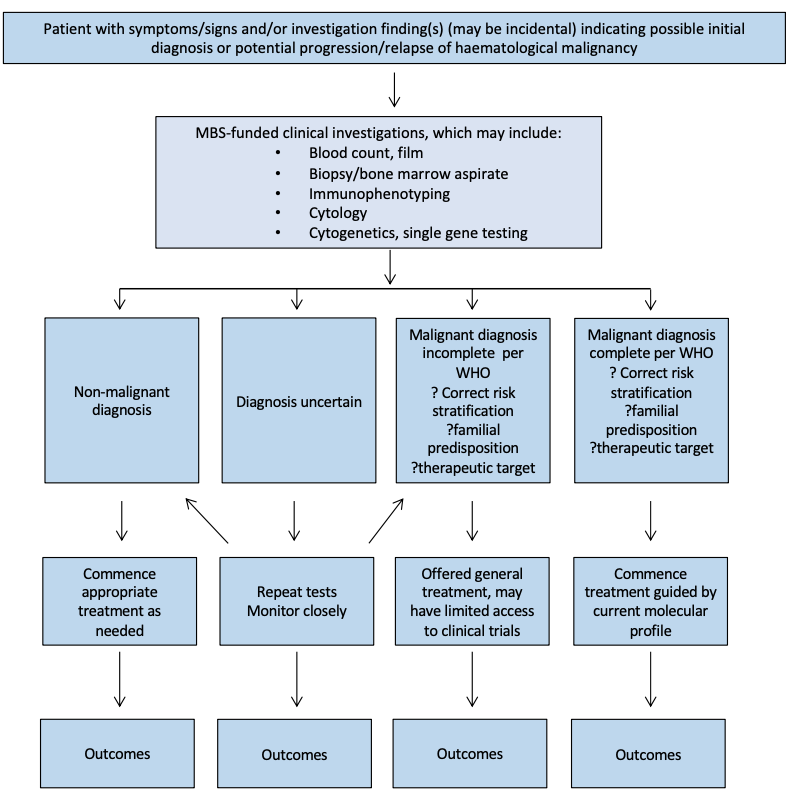 Patient with symptoms/signs and/or investigation finding(s) (may be incidental) indicating possible initial
diagnosis or potential progression/relapse of haematological malignancy
MBS-funded clinical investigations, which may include:
• Blood count, film
• Biopsy/bone marrow aspirate
• Immunophenotyping
• Cytology
• Cytogenetics, single gene testing
Non-malignant
diagnosis
Diagnosis uncertain
Malignant diagnosis
incomplete per
WHO
? Correct risk
stratification
?familial
predisposition
?therapeutic target
Malignant diagnosis
complete per WHO
? Correct risk
stratification
?familial
predisposition
?therapeutic target
Commence
appropriate
treatment as
needed
Repeat tests
Monitor closely
Offered general
treatment, may
have limited access
to clinical trials
Commence
treatment guided by
current molecular
profile
Outcomes
Outcomes
Outcomes
Outcomes